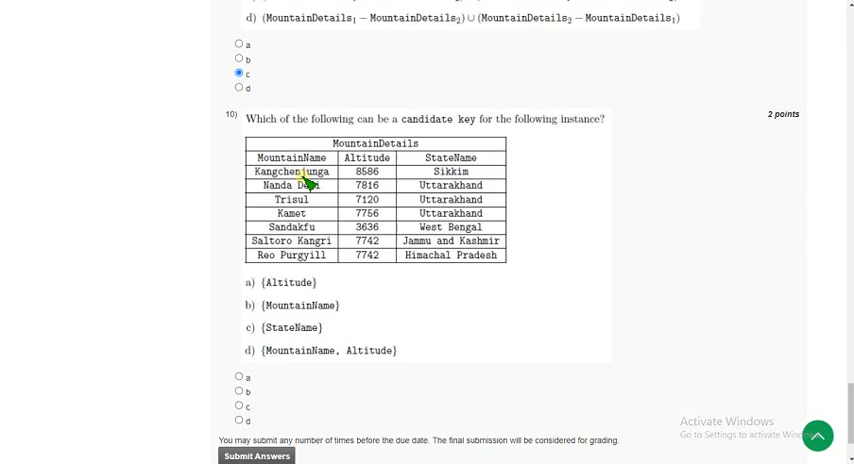 d) (MountainDetails₁ − MountainDetails₂) ∪ (MountainDetails₂ − MountainDetails₁)
a
b
c
d
10) Which of the following can be a candidate key for the following instance? 2 points
MountainDetails
MountainName Altitude StateName
Kangchenjunga 8586 Sikkim
Nanda 7816 Uttarakhand
Trisul 7120 Uttarakhand
Kamet 7756 Uttarakhand
Sandakfu 3636 West Bengal
Saltoro Kangri 7742 Jammu and Kashmir
Reo Purgyill 7742 Himachal Pradesh
a) {Altitude}
b) {MountainName}
c) {StateName}
d) {MountainName, Altitude}
a
b
c
d
Activate Windows
Go to Settings to activate
You may submit any number of times before the due date. The final submission will be considered for grading.
Submit Answers